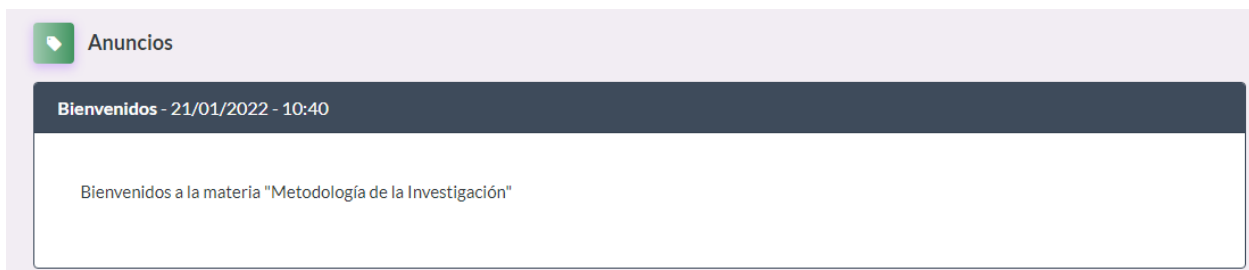 Anuncios
Bienvenidos - 21/01/2022 - 10:40
Bienvenidos a la materia "Metodología de la Investigación"